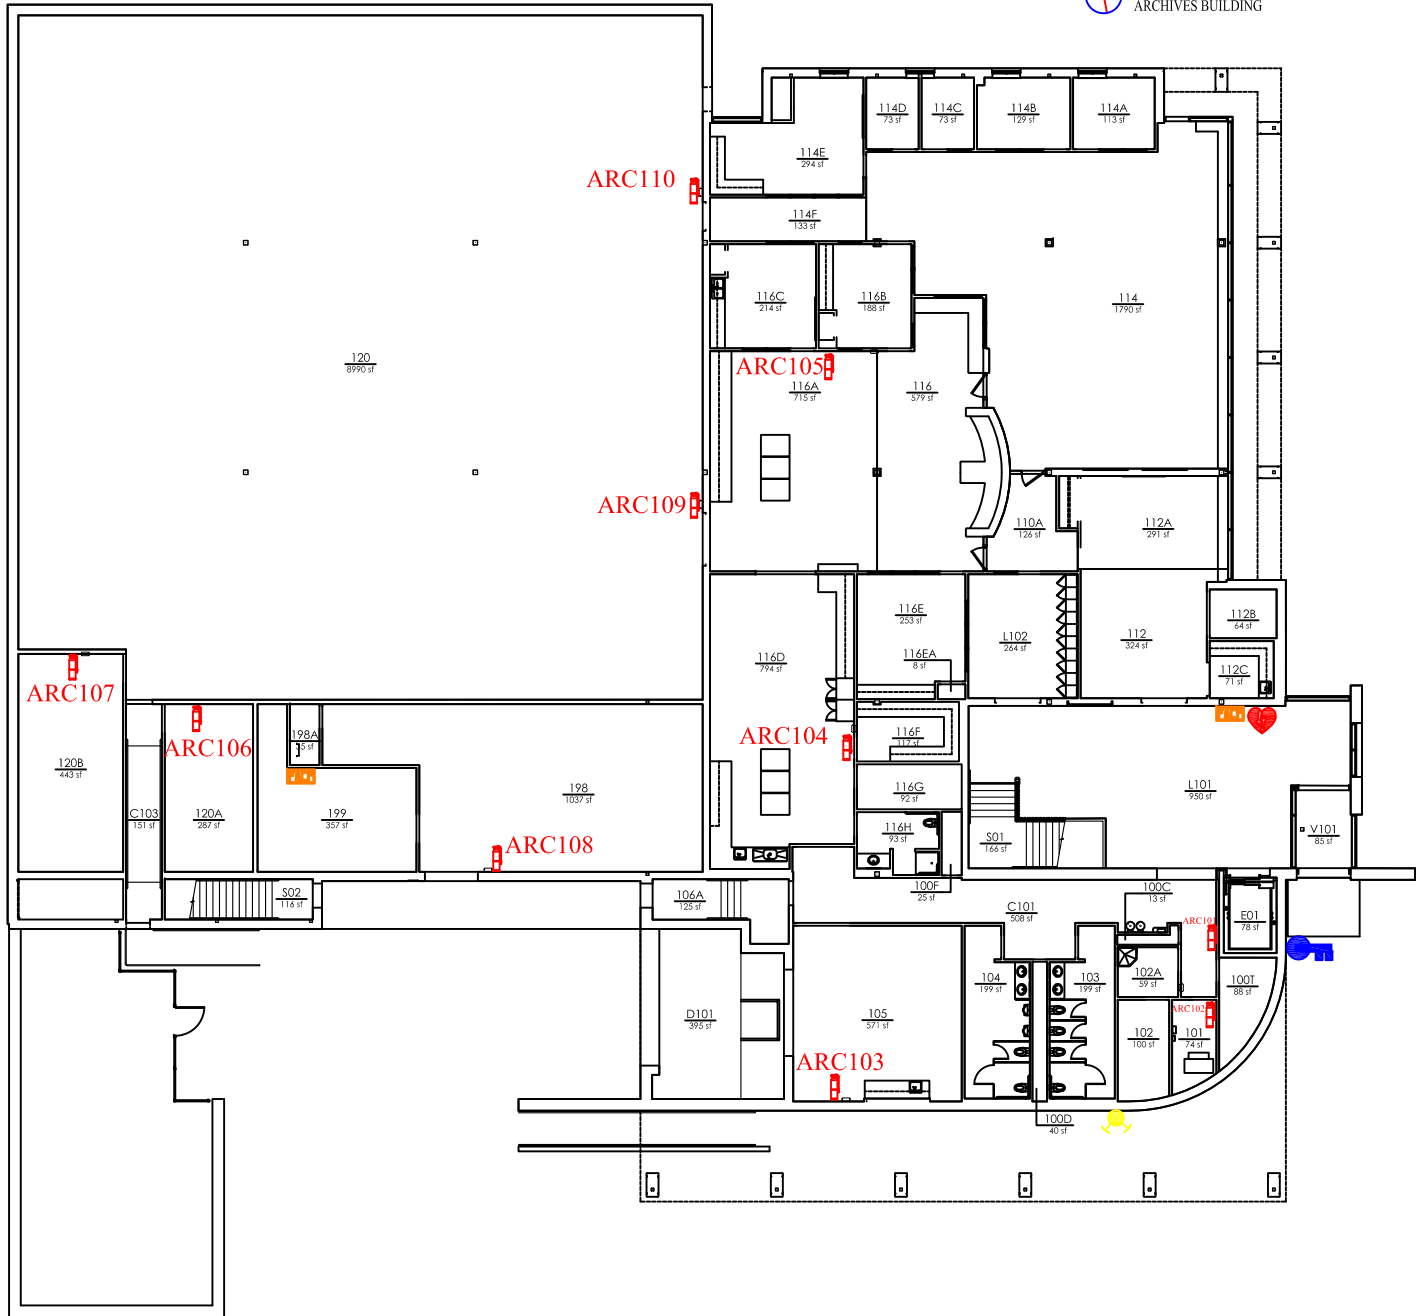 ARCHIVES BUILDING
114D
73 sf
114C
73 sf
114B
129 sf
114A
113 sf
114E
294 sf
ARC110
114F
133 sf
116C
214 sf
116B
188 sf
114
1790 sf
120
8990 sf
ARC105
116A
715 sf
116
579 sf
ARC109
110A
126 sf
112A
291 sf
116E
253 sf
112B
64 sf
L102
264 sf
112
324 sf
116D
794 sf
116EA
8 sf
112C
71 sf
ARC107
ARC106
198A
5 sf
116F
117 sf
ARC104
120B
443 sf
198
1037 sf
116G
92 sf
L101
950 sf
C103
151 sf
120A
287 sf
199
357 sf
116H
93 sf
S01
166 sf
V101
85 sf
ARC108
S02
116 sf
106A
125 sf
100F
25 sf
100C
13 sf
C101
508 sf
ARC101
E01
78 sf
104
199 sf
103
199 sf
102A
59 sf
100T
88 sf
D101
395 sf
105
571 sf
ARC102
102
100 sf
101
74 sf
ARC103
100D
40 sf